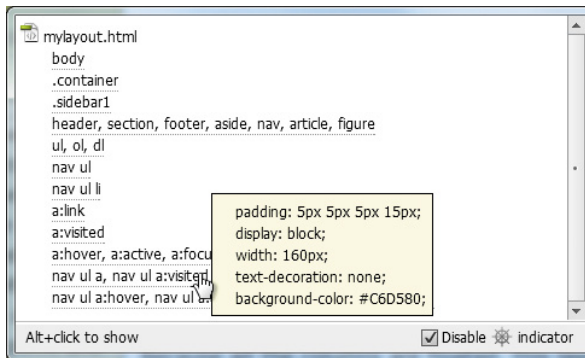 mylayout.html
body
.container
.sidebar1
header, section, footer, aside, nav, article, figure
ul, ol, dl
nav ul
nav ul li
a:link
a:visited
a:hover, a:active, a:focu
nav ul a, nav ul a:visited
nav ul a:hover, nav ul
padding: 5px 5px 5px 15px;
display: block;
width: 160px;
text-decoration: none;
background-color: #C6D580;
Alt+click to show
Disable indicator